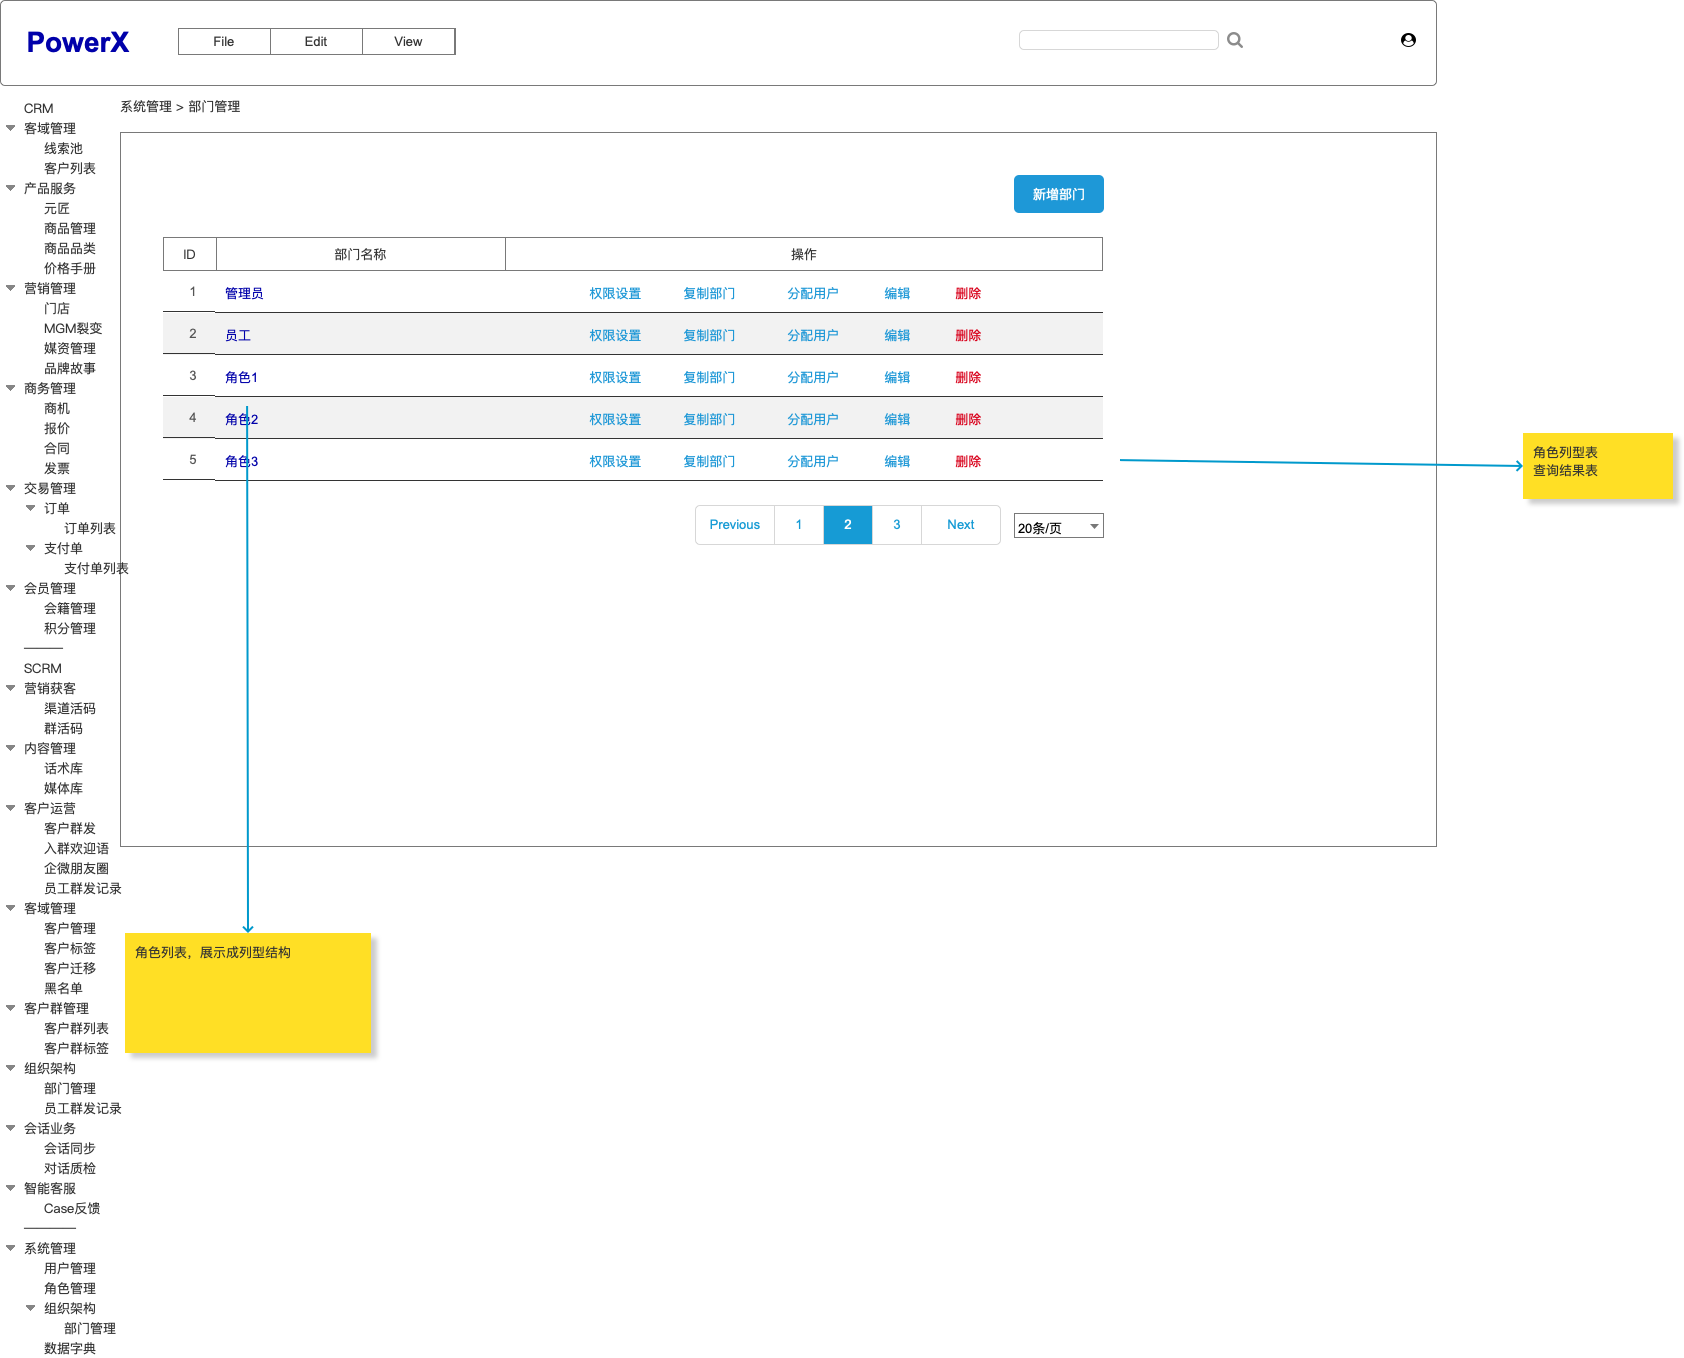 PowerX
File
Edit
View
系统管理 > 部门管理
CRM
客域管理
线索池
客户列表
产品服务
元匠
商品管理
商品品类
价格手册
营销管理
门店
MGM裂变
媒资管理
品牌故事
商务管理
商机
报价
合同
发票
交易管理
订单
订单列表
支付单
支付单列表
会员管理
会籍管理
积分管理
———
SCRM
营销获客
渠道活码
群活码
内容管理
话术库
媒体库
客户运营
客户群发
入群欢迎语
企微朋友圈
员工群发记录
客域管理
客户管理
客户标签
客户迁移
黑名单
客户群管理
客户群列表
客户群标签
组织架构
部门管理
员工群发记录
会话业务
会话同步
对话质检
智能客服
Case反馈
————
系统管理
用户管理
角色管理
组织架构
部门管理
数据字典
新增部门
ID 部门名称 操作
1 管理员 权限设置 复制部门 分配用户 编辑 删除
2 员工 权限设置 复制部门 分配用户 编辑 删除
3 角色1 权限设置 复制部门 分配用户 编辑 删除
4 角色2 权限设置 复制部门 分配用户 编辑 删除
5 角色3 权限设置 复制部门 分配用户 编辑 删除
Previous 1 2 3 Next 20条/页
角色列型表
查询结果表
角色列表，展示成列型结构